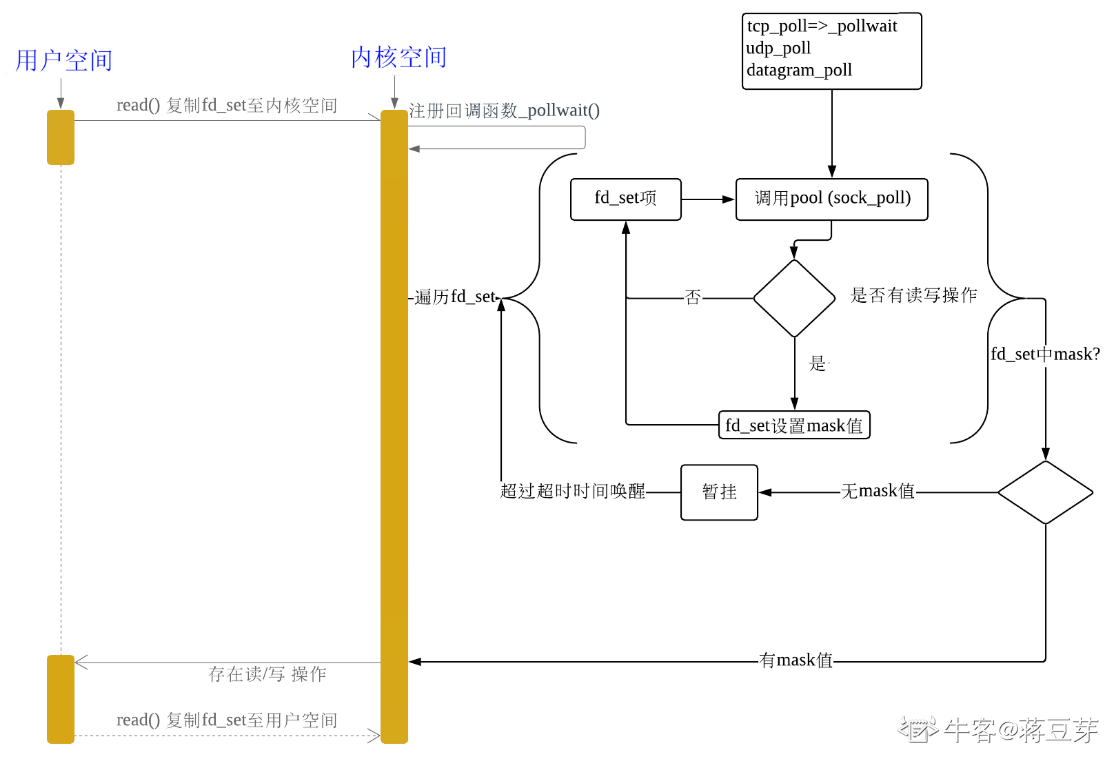 tcp_poll=>_pollwait
udp_poll
datagram_poll
用户空间
内核空间
read() 复制fd_set至内核空间
注册回调函数_pollwait()
fd_set项
调用pool (sock_poll)
遍历fd_set
否
是否有读写操作
是
fd_set中mask?
fd_set设置mask值
超过超时时间唤醒
暂挂
无mask值
有mask值
存在读/写 操作
read() 复制fd_set至用户空间
牛客@蒋豆芽